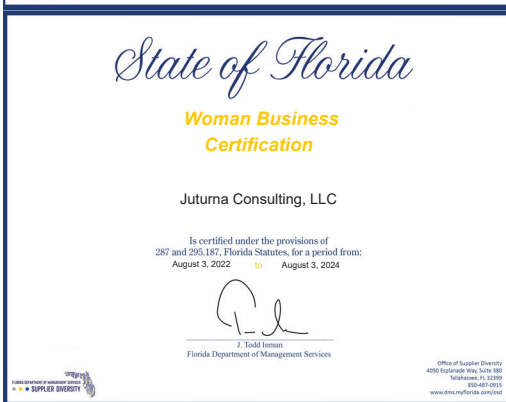 State of Florida
Woman Business
Certification
Juturna Consulting, LLC
Is certified under the provisions of
287 and 295.187, Florida Statutes, for a period from:
August 3, 2022 to August 3, 2024
J. Todd Inman
Florida Department of Management Services
FLORIDA DEPARTMENT OF MANAGEMENT SERVICES
SUPPLIER DIVERSITY
Office of Supplier Diversity
4050 Esplanade Way, Suite 380
Tallahassee, FL 32399
850-487-0915
www.dms.myflorida.com/osd